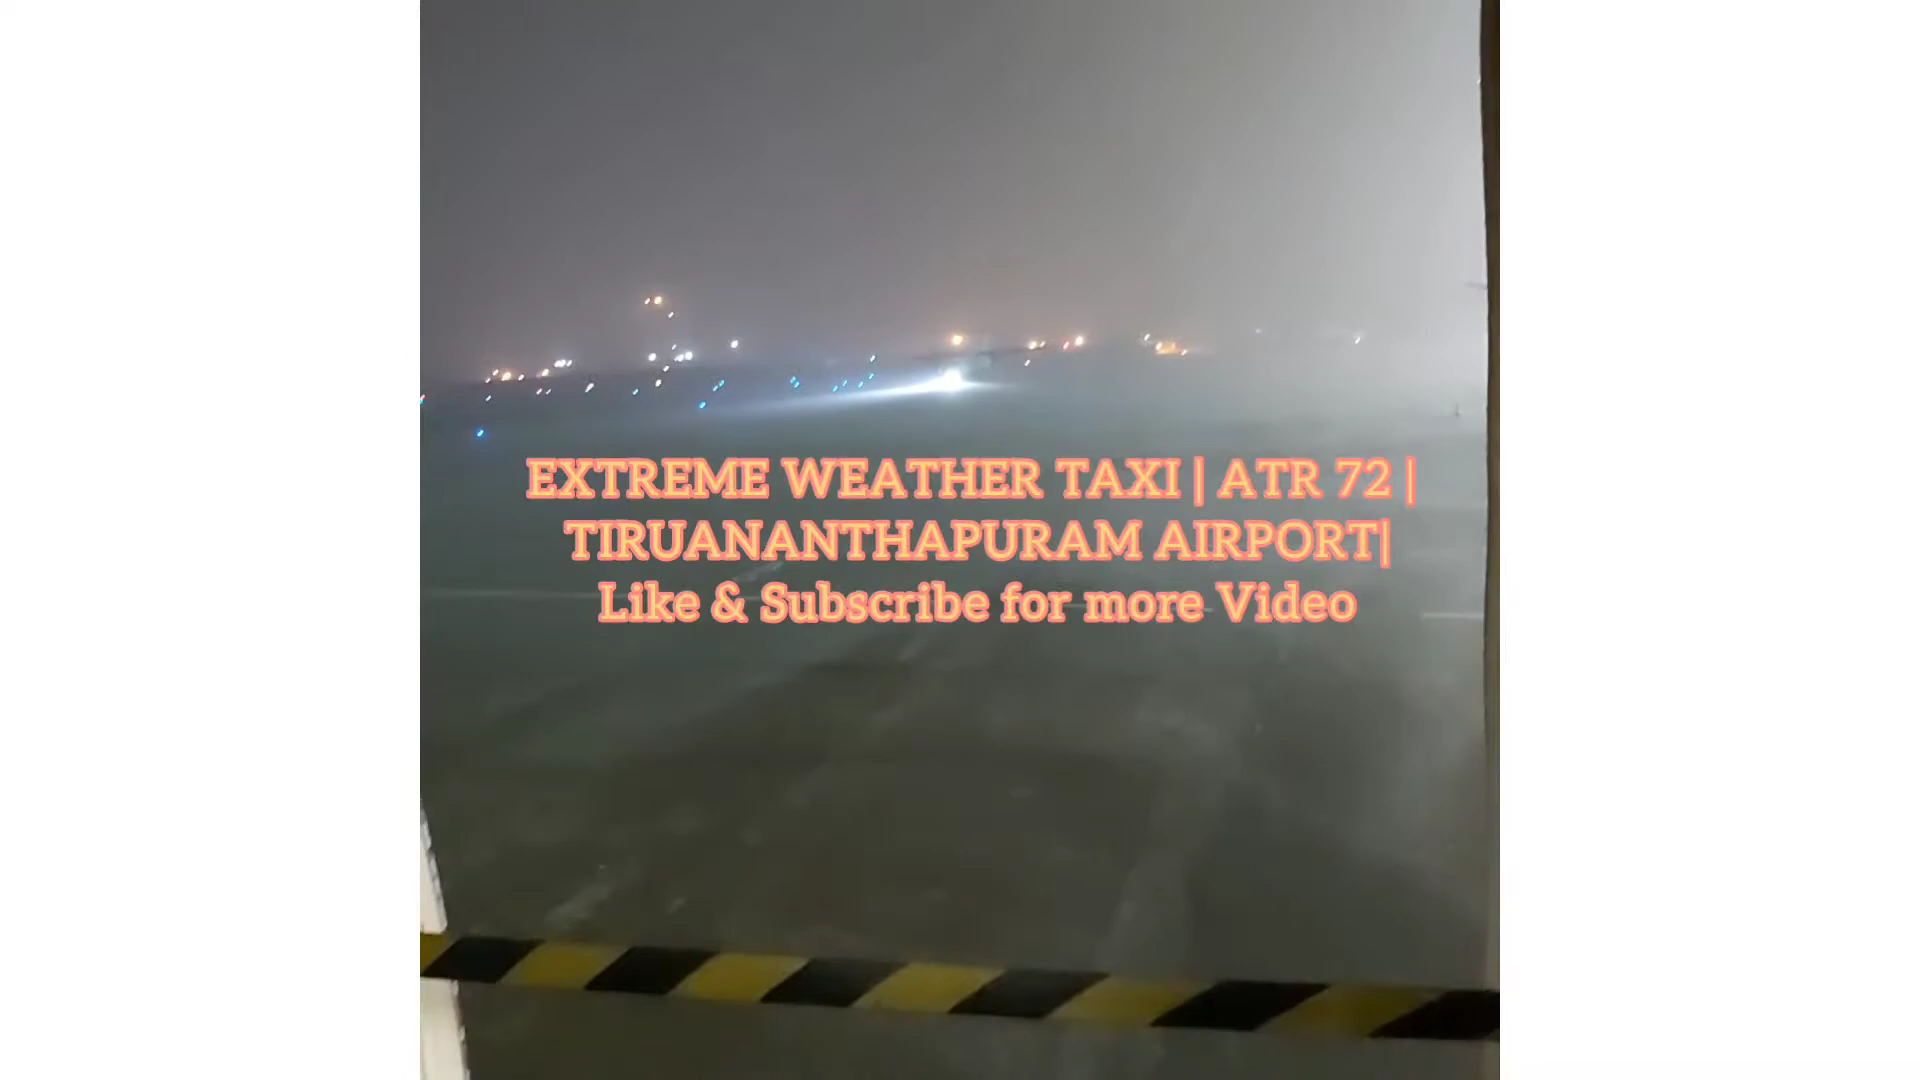 EXTREME WEATHER TAXI | ATR 72 |
TIRUANANTHAPURAM AIRPORT|
Like & Subscribe for more Video